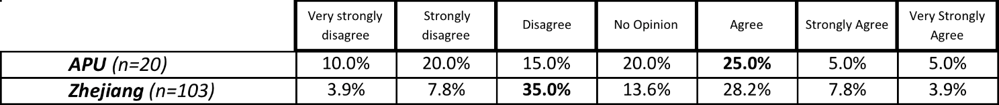 Very strongly disagree Strongly disagree Disagree No Opinion Agree Strongly Agree Very Strongly Agree
APU (n=20) 10.0% 20.0% 15.0% 20.0% 25.0% 5.0% 5.0%
Zhejiang (n=103) 3.9% 7.8% 35.0% 13.6% 28.2% 7.8% 3.9%